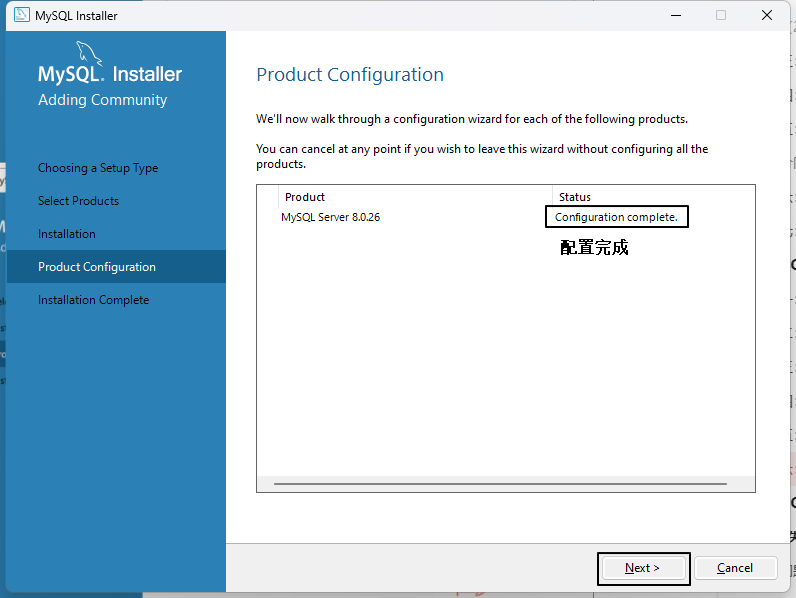 MySQL Installer
MySQL. Installer
Adding Community
Choosing a Setup Type
Select Products
Installation
Product Configuration
Installation Complete
Product Configuration
We'll now walk through a configuration wizard for each of the following products.
You can cancel at any point if you wish to leave this wizard without configuring all the
products.
Product Status
MySQL Server 8.0.26 Configuration complete.
配置完成
Next > Cancel